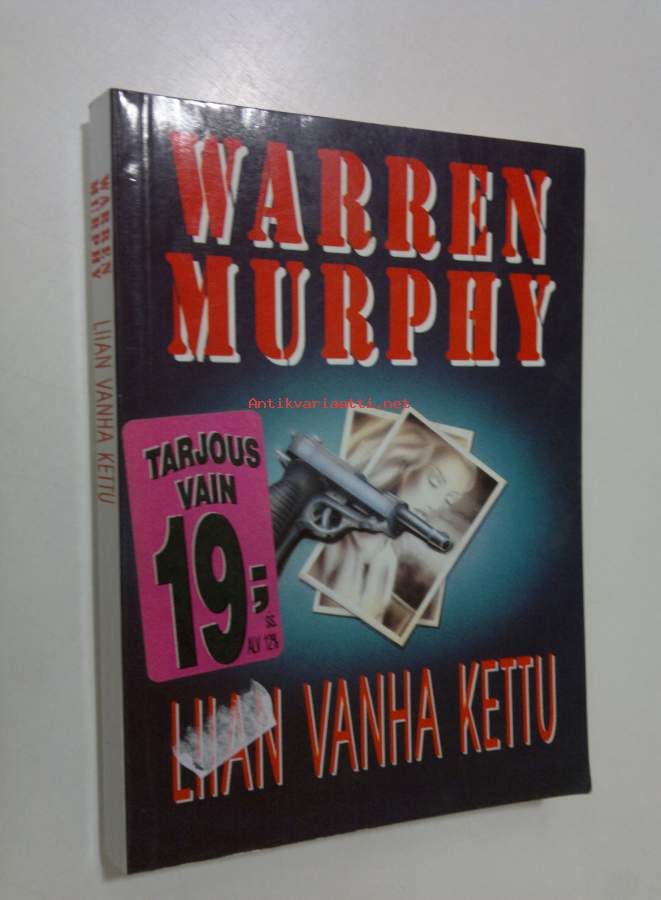 WARREN
MURPHY
WARREN
MURPHY
LIIAN VANHA KETTU
Antikvariaatti.net
TARJOUS
VAIN
19;
SIS.
ALV 12%
LIIAN VANHA KETTU